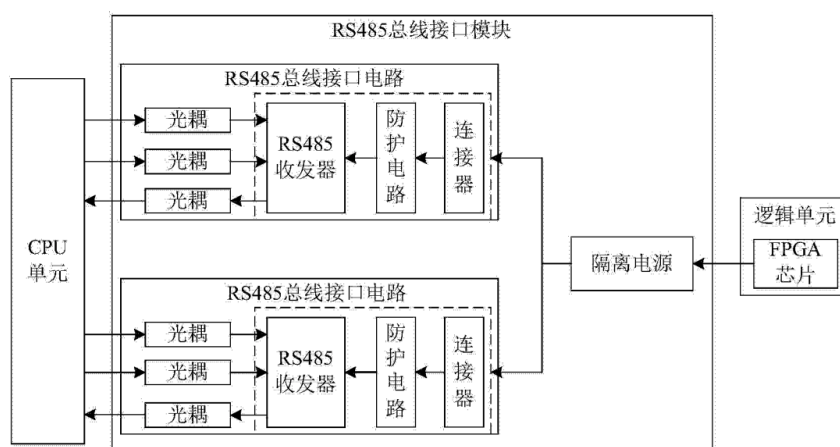 RS485总线接口模块
RS485总线接口电路
光耦
光耦
光耦
RS485
收发器
防护电路
连接器
CPU
单元
RS485总线接口电路
光耦
光耦
光耦
RS485
收发器
防护电路
连接器
隔离电源
逻辑单元
FPGA
芯片